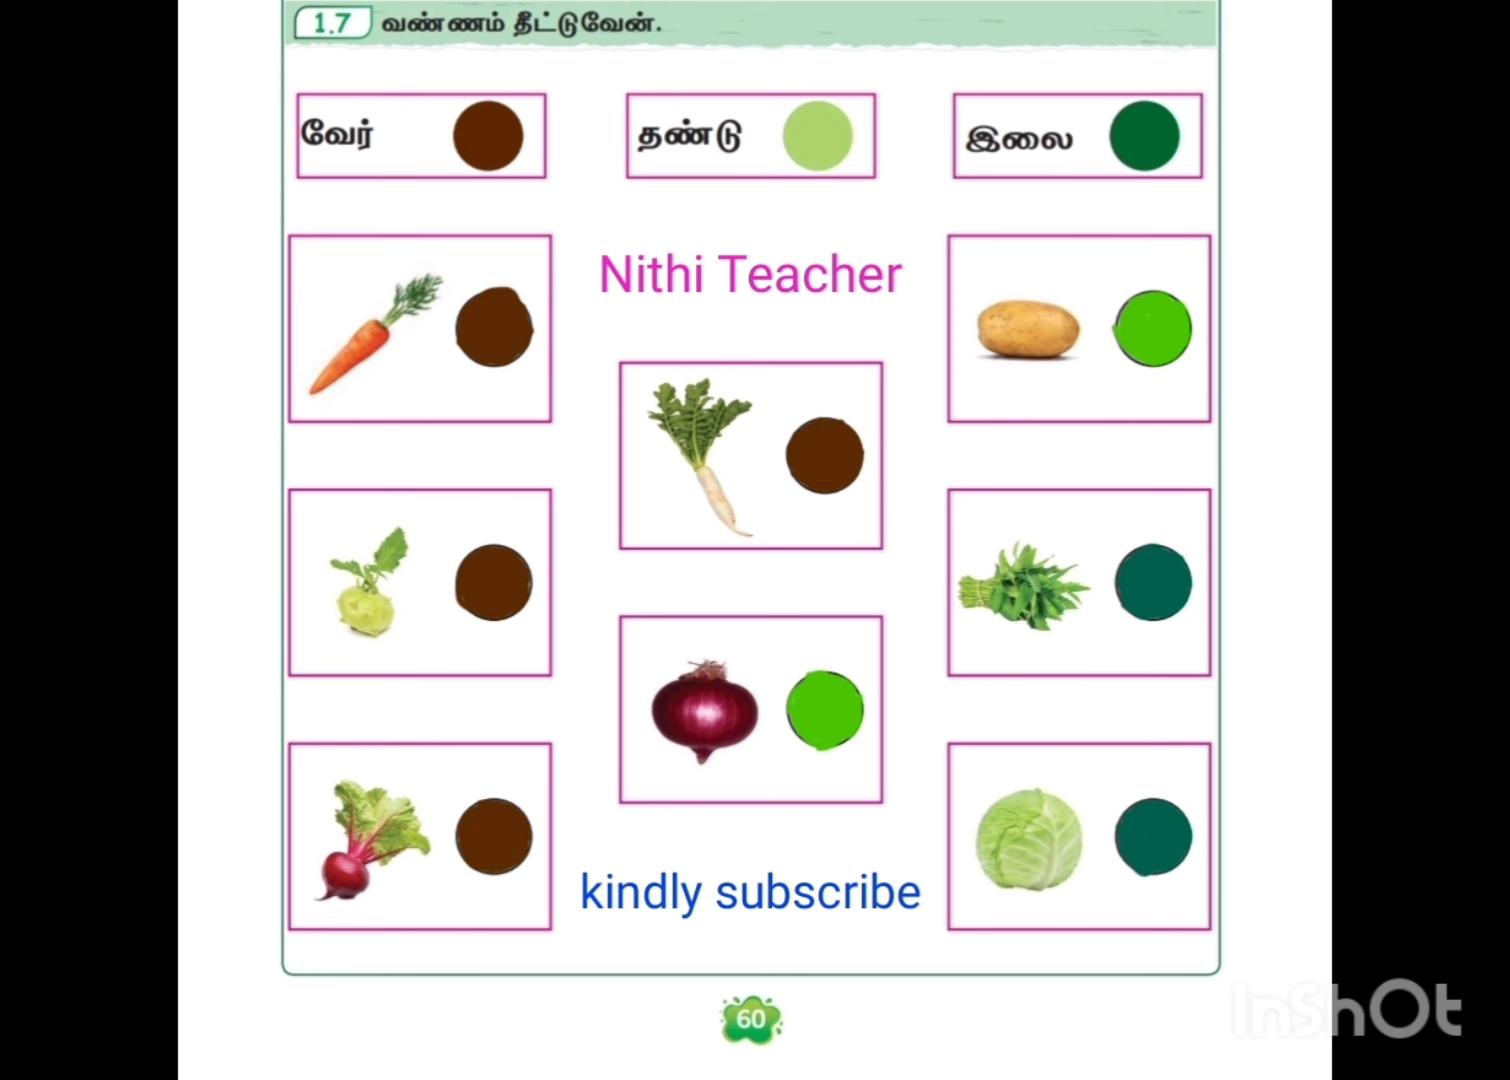 1.7 வண்ணம் தீட்டுவேன்.
வேர்
தண்டு
இலை
Nithi Teacher
kindly subscribe
60
InShOt